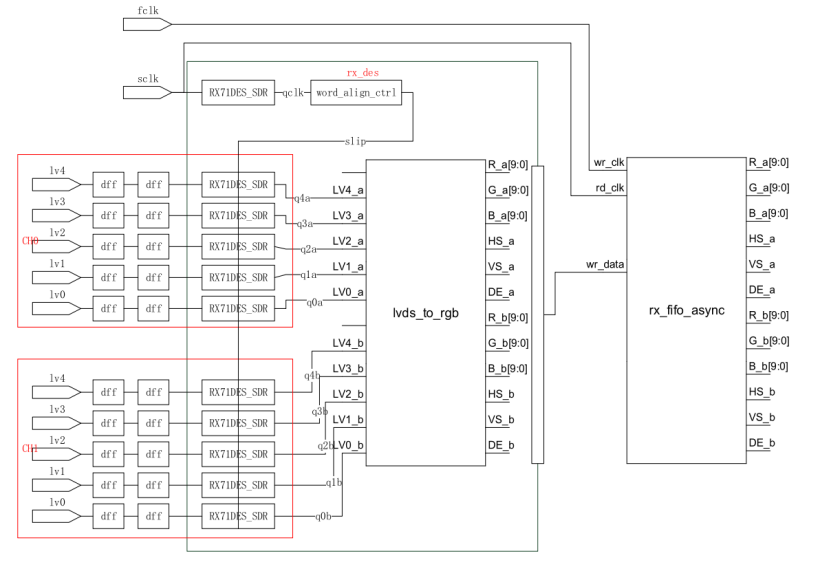 fclk
sclk
rx_des
RX71DES_SDR
qclk
word_align_ctrl
slip
CH0
lv4
dff
dff
RX71DES_SDR
q4a
lv3
dff
dff
RX71DES_SDR
q3a
lv2
dff
dff
RX71DES_SDR
q2a
lv1
dff
dff
RX71DES_SDR
q1a
lv0
dff
dff
RX71DES_SDR
q0a
CH1
lv4
dff
dff
RX71DES_SDR
q4b
lv3
dff
dff
RX71DES_SDR
q3b
lv2
dff
dff
RX71DES_SDR
q2b
lv1
dff
dff
RX71DES_SDR
q1b
lv0
dff
dff
RX71DES_SDR
q0b
LV4_a
LV3_a
LV2_a
LV1_a
LV0_a
LV4_b
LV3_b
LV2_b
LV1_b
LV0_b
lvds_to_rgb
R_a[9:0]
G_a[9:0]
B_a[9:0]
HS_a
VS_a
DE_a
R_b[9:0]
G_b[9:0]
B_b[9:0]
HS_b
VS_b
DE_b
wr_clk
rd_clk
wr_data
rx_fifo_async
R_a[9:0]
G_a[9:0]
B_a[9:0]
HS_a
VS_a
DE_a
R_b[9:0]
G_b[9:0]
B_b[9:0]
HS_b
VS_b
DE_b